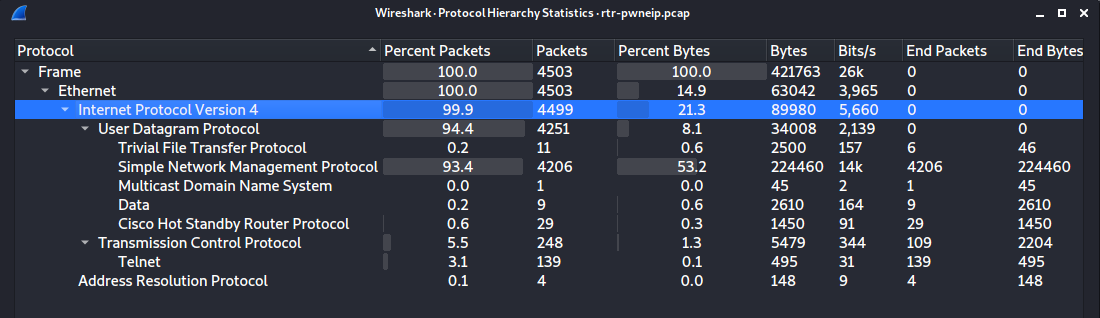 Wireshark · Protocol Hierarchy Statistics · rtr-pwneip.pcap
Protocol Percent Packets Packets Percent Bytes Bytes Bits/s End Packets End Bytes
Frame 100.0 4503 100.0 421763 26k 0 0
Ethernet 100.0 4503 14.9 63042 3,965 0 0
Internet Protocol Version 4 99.9 4499 21.3 89980 5,660 0 0
User Datagram Protocol 94.4 4251 8.1 34008 2,139 0 0
Trivial File Transfer Protocol 0.2 11 0.6 2500 157 6 46
Simple Network Management Protocol 93.4 4206 53.2 224460 14k 4206 224460
Multicast Domain Name System 0.0 1 0.0 45 2 1 45
Data 0.2 9 0.6 2610 164 9 2610
Cisco Hot Standby Router Protocol 0.6 29 0.3 1450 91 29 1450
Transmission Control Protocol 5.5 248 1.3 5479 344 109 2204
Telnet 3.1 139 0.1 495 31 139 495
Address Resolution Protocol 0.1 4 0.0 148 9 4 148